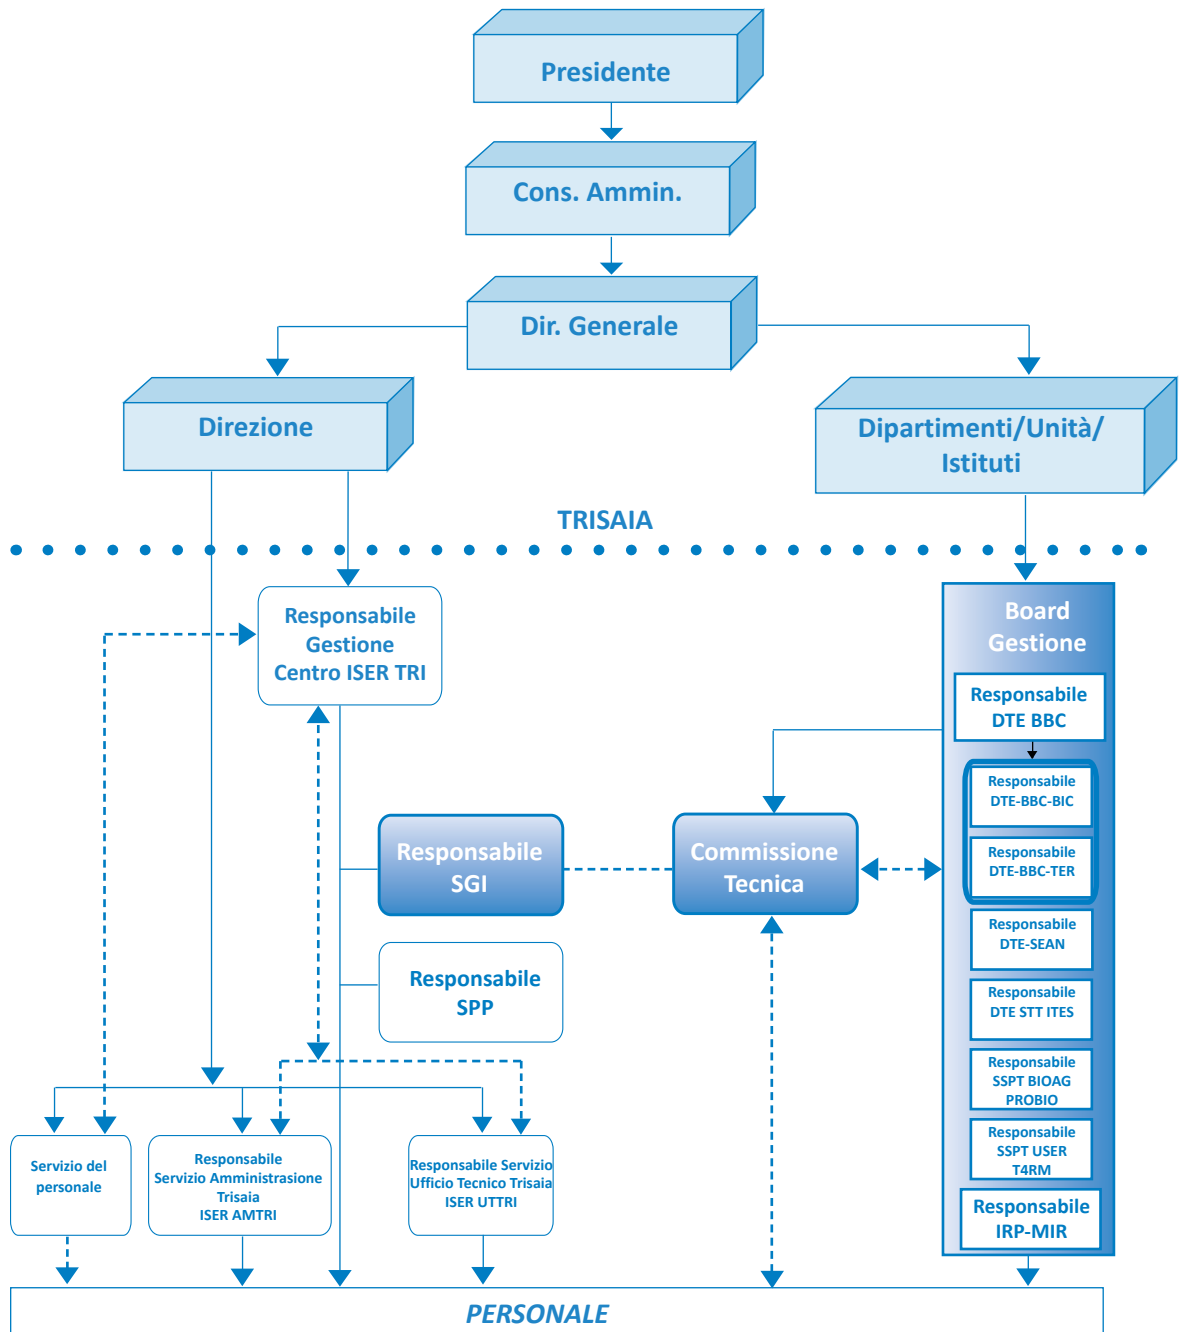 Presidente
Cons. Ammin.
Dir. Generale
Direzione
Dipartimenti/Unità/
Istituti
TRISAIA
Responsabile
Gestione
Centro ISER TRI
Board
Gestione
Responsabile
DTE BBC
Responsabile
DTE-BBC-BIC
Responsabile
DTE-BBC-TER
Responsabile
DTE-SEAN
Responsabile
DTE STT ITES
Responsabile
SSPT BIOAG
PROBIO
Responsabile
SSPT USER
T4RM
Responsabile
IRP-MIR
Responsabile
SGI
Commissione
Tecnica
Responsabile
SPP
Servizio del
personale
Responsabile
Servizio Amministrazione
Trisaia
ISER AMTRI
Responsabile Servizio
Ufficio Tecnico Trisaia
ISER UTTRI
PERSONALE